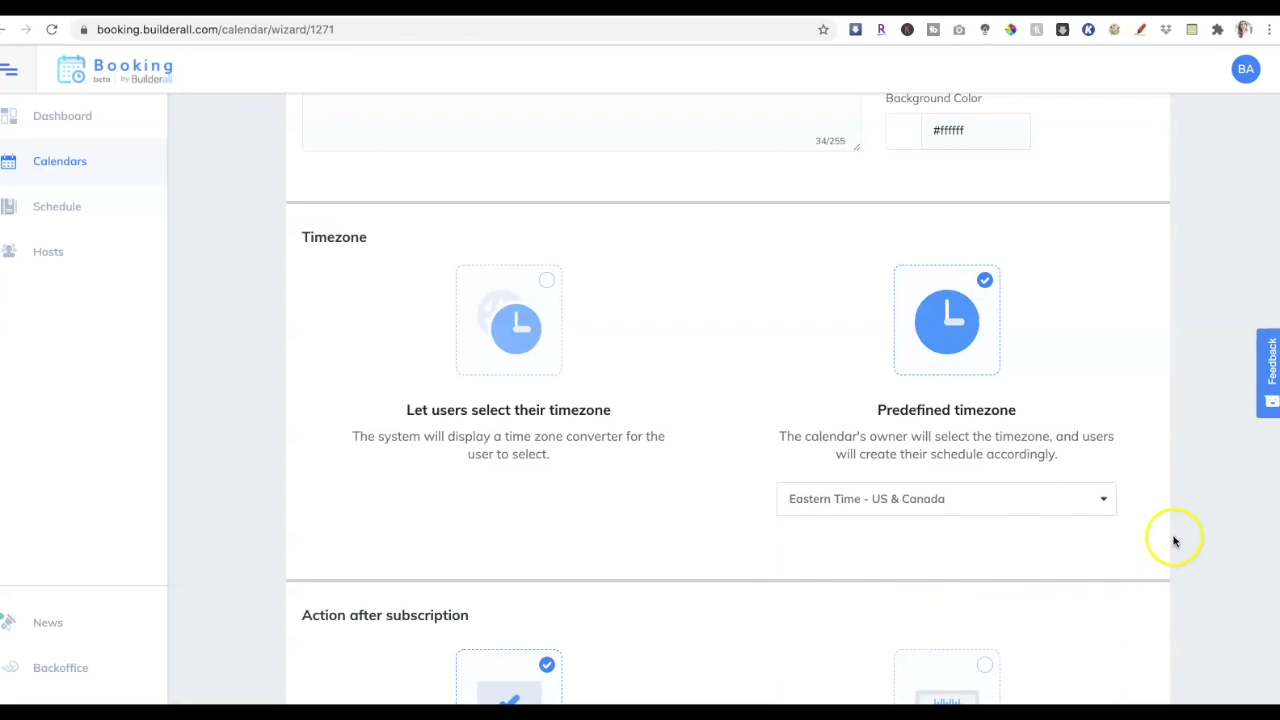 booking.builderall.com/calendar/wizard/1271
Booking
beta | by Builderall
BA
Dashboard
Calendars
Schedule
Hosts
News
Backoffice
34/255
Background Color
#ffffff
Timezone
Let users select their timezone
The system will display a time zone converter for the
user to select.
Predefined timezone
The calendar's owner will select the timezone, and users
will create their schedule accordingly.
Eastern Time - US & Canada
Action after subscription
Feedback